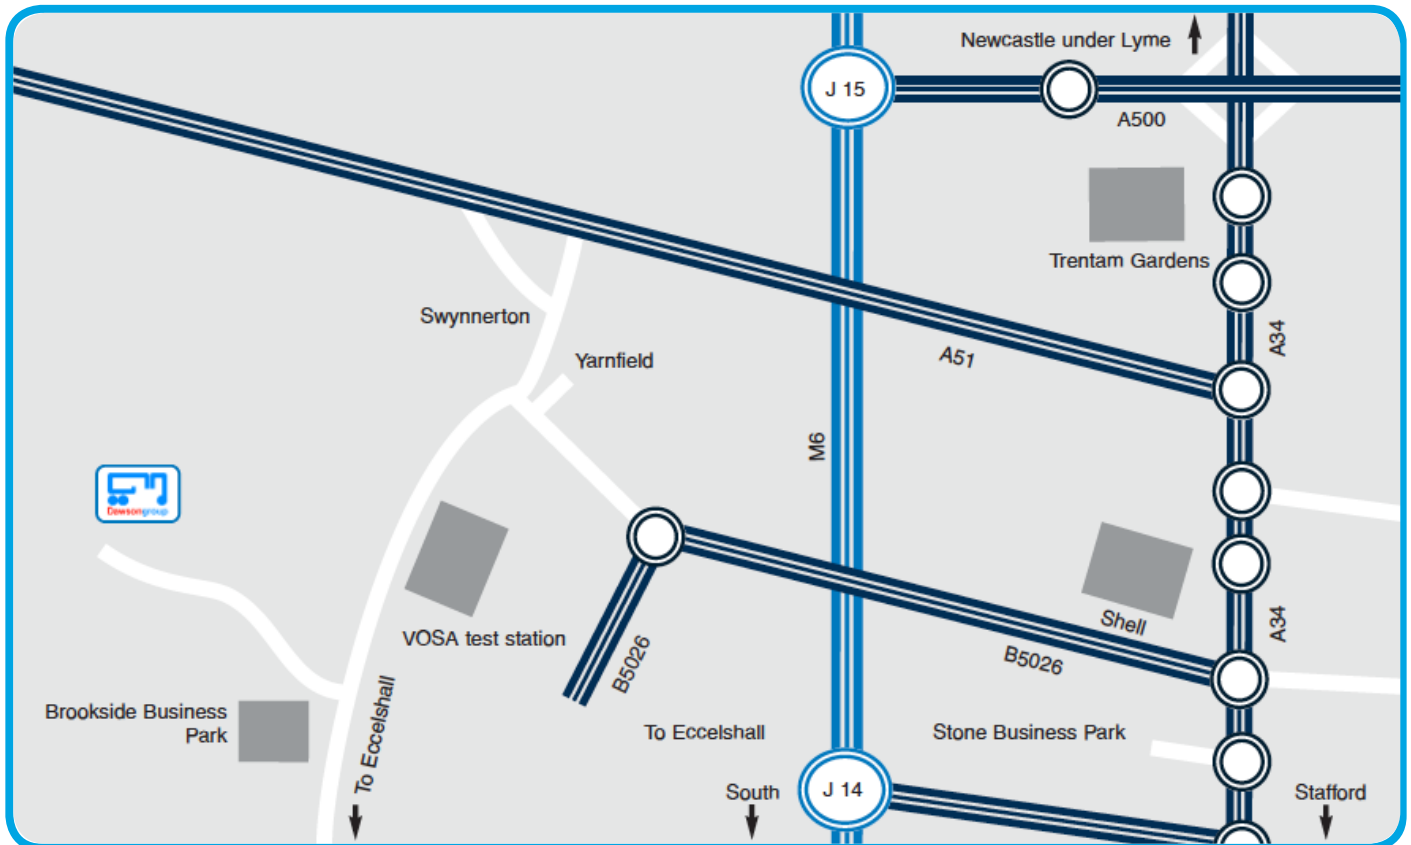 Newcastle under Lyme
J 15
A500
Trentam Gardens
Swynnerton
A34
Yarnfield
A51
M6
Dawsongroup
Shell
A34
VOSA test station
B5026
B5026
Brookside Business
Park
To Eccelshall
To Eccelshall
Stone Business Park
South
J 14
Stafford